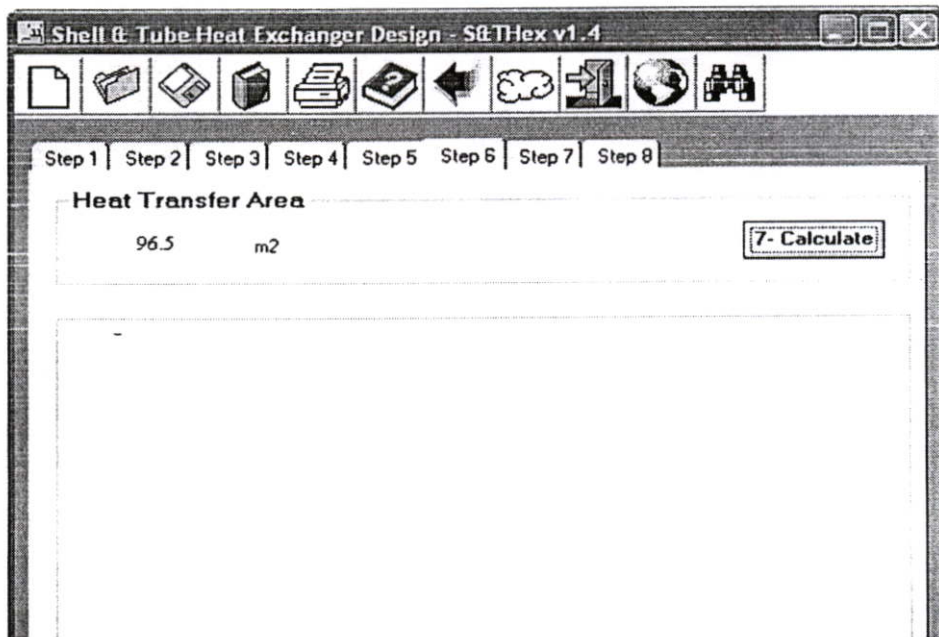 Shell & Tube Heat Exchanger Design - S&THex v1.4
Step 1 Step 2 Step 3 Step 4 Step 5 Step 6 Step 7 Step 8
Heat Transfer Area
96.5 m2 7- Calculate